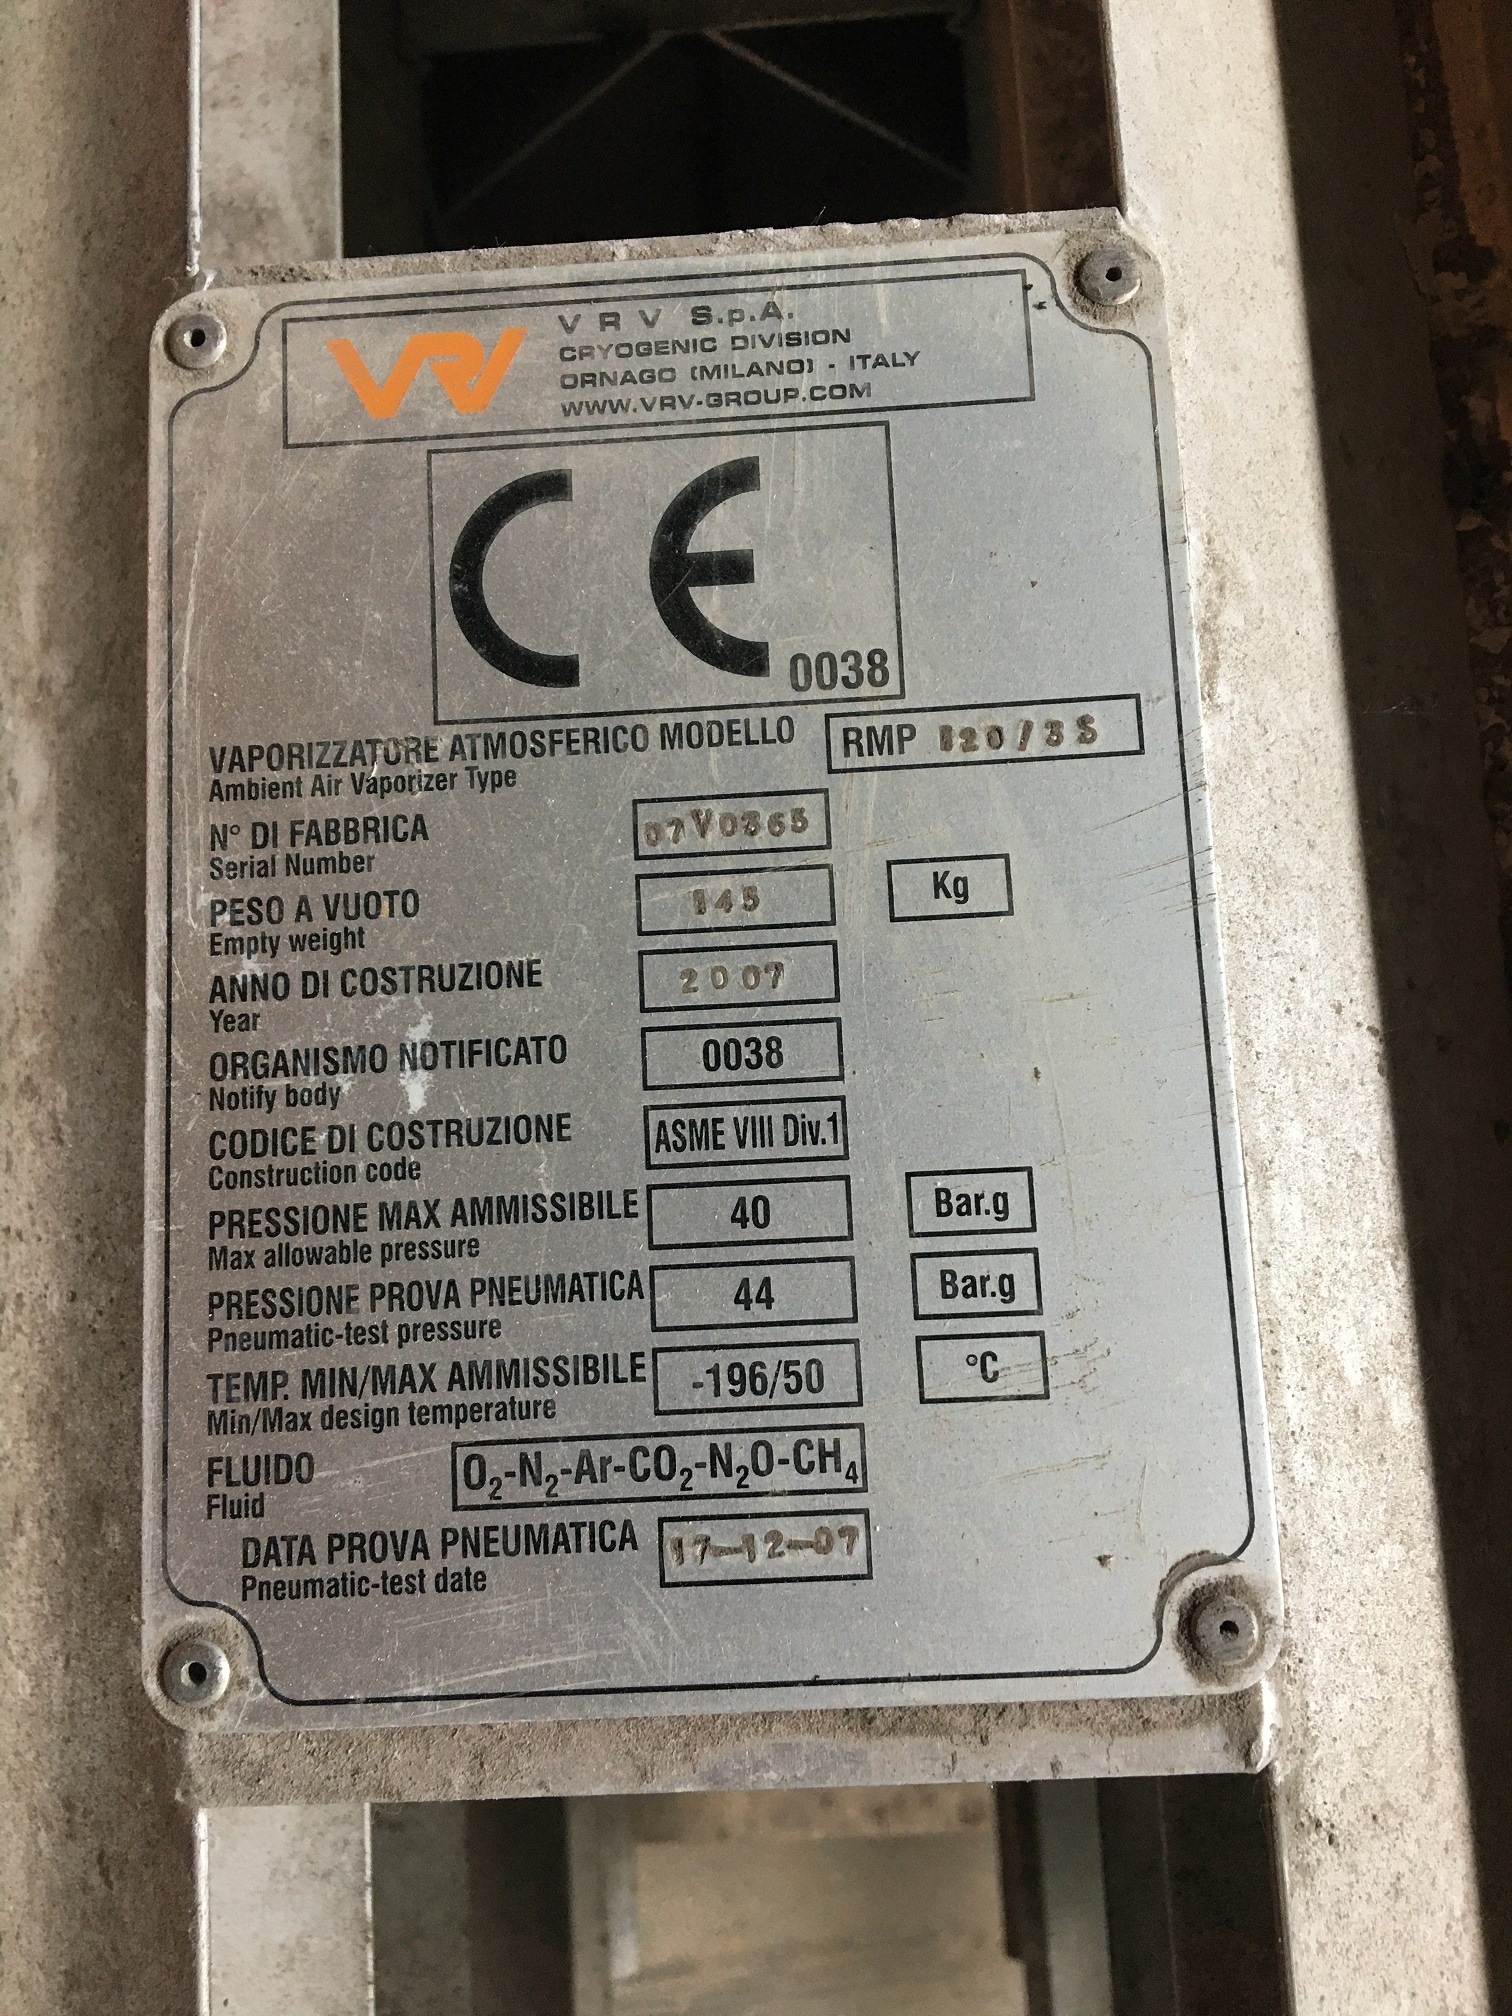 VRV
V R V S.p.A.
CRYOGENIC DIVISION
ORNAGO (MILANO) - ITALY
WWW.VRV-GROUP.COM
CE 0038
VAPORIZZATORE ATMOSFERICO MODELLO RMP 120/3S
Ambient Air Vaporizer Type
N° DI FABBRICA 07V0365
Serial Number
PESO A VUOTO 145 Kg
Empty weight
ANNO DI COSTRUZIONE 2007
Year
ORGANISMO NOTIFICATO 0038
Notify body
CODICE DI COSTRUZIONE ASME VIII Div.1
Construction code
PRESSIONE MAX AMMISSIBILE 40 Bar.g
Max allowable pressure
PRESSIONE PROVA PNEUMATICA 44 Bar.g
Pneumatic-test pressure
TEMP. MIN/MAX AMMISSIBILE -196/50 °C
Min/Max design temperature
FLUIDO O₂-N₂-Ar-CO₂-N₂O-CH₄
Fluid
DATA PROVA PNEUMATICA 17-12-07
Pneumatic-test date